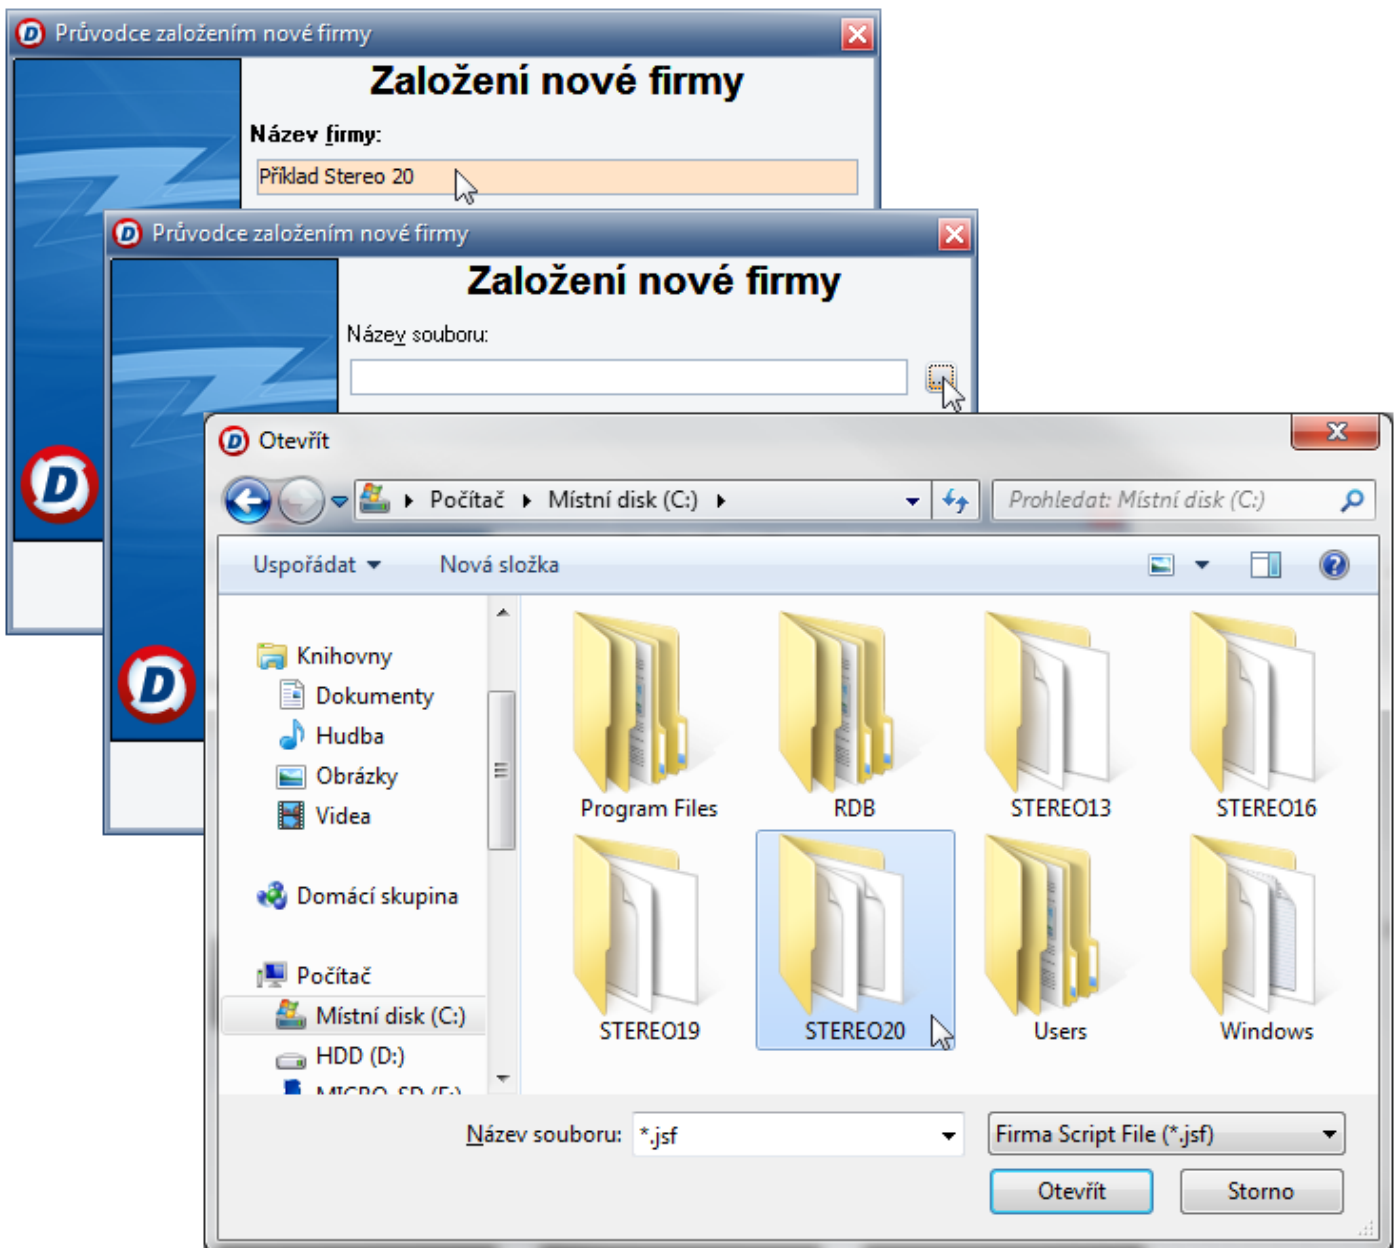 Průvodce založením nové firmy
Založení nové firmy
Název firmy:
Příklad Stereo 20
Průvodce založením nové firmy
Založení nové firmy
Název souboru:
...
Otevřít
Počítač Místní disk (C:)
Prohledat: Místní disk (C:)
Uspořádat Nová složka
Knihovny
Dokumenty
Hudba
Obrázky
Videa
Domácí skupina
Počítač
Místní disk (C:)
HDD (D:)
Program Files
RDB
STEREO13
STEREO16
STEREO19
STEREO20
Users
Windows
Název souboru: *.jsf
Firma Script File (*.jsf)
Otevřít
Storno